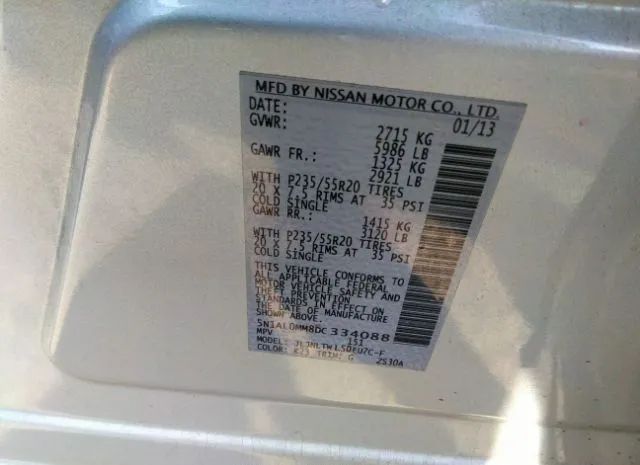 MFD BY NISSAN MOTOR CO., LTD.
DATE: 01/13
GVWR: 2715 KG
5986 LB
GAWR FR.: 1325 KG
2921 LB
WITH P235/55R20 TIRES
20 X 7.5 RIMS AT 35 PSI
COLD SINGLE
GAWR RR.: 1415 KG
3120 LB
WITH P235/55R20 TIRES
20 X 7.5 RIMS AT 35 PSI
COLD SINGLE
THIS VEHICLE CONFORMS TO
ALL APPLICABLE FEDERAL
MOTOR VEHICLE SAFETY AND
THEFT PREVENTION
STANDARDS IN EFFECT ON
THE DATE OF MANUFACTURE
SHOWN ABOVE.
5N1AL0MM8DC334088
MPV 151
MODEL:
COLOR: K23 TRIM: G 2S30A